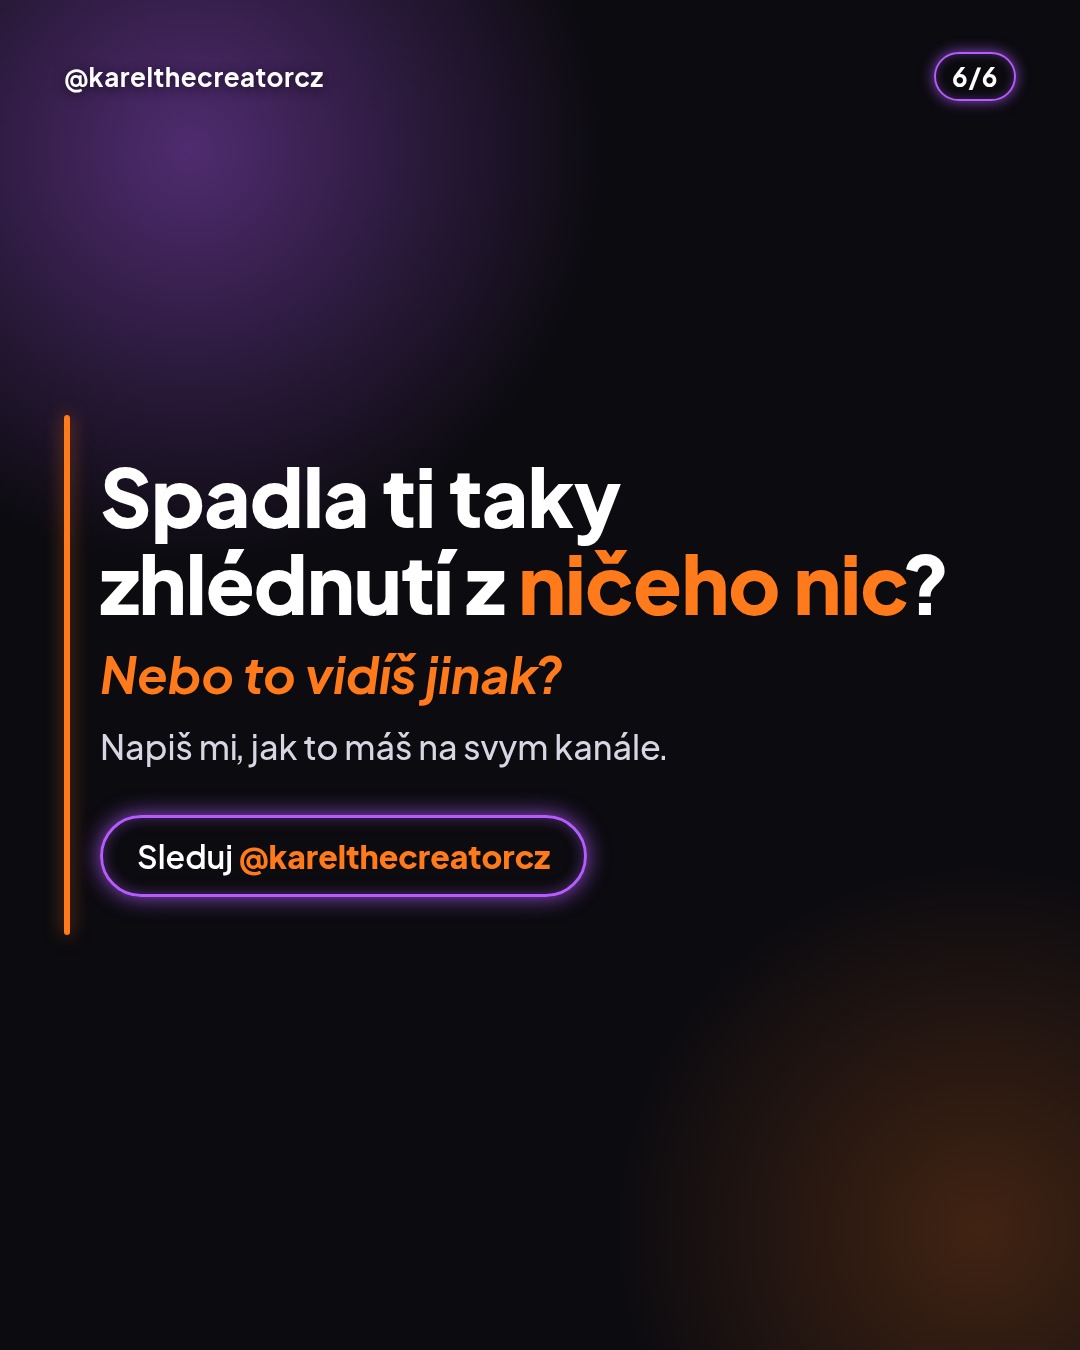 @karelthecreatorcz
6/6
Spadla ti taky
zhlédnutí z ničeho nic?
Nebo to vidíš jinak?
Napiš mi, jak to máš na svym kanále.
Sleduj @karelthecreatorcz